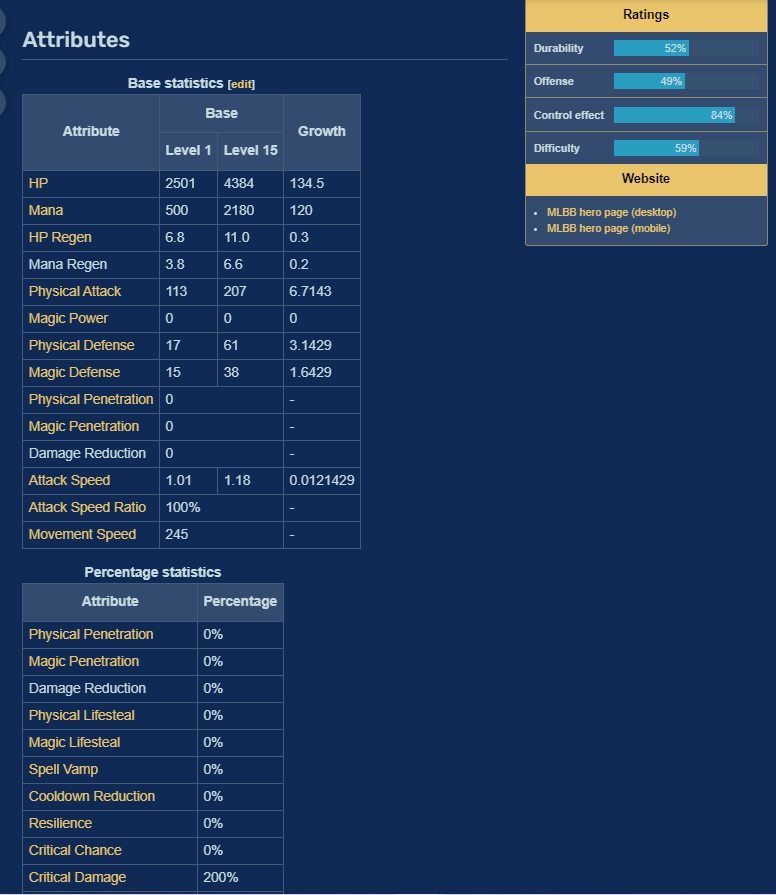 Attributes
Base statistics [edit]
Attribute Base Growth
Level 1 Level 15
HP 2501 4384 134.5
Mana 500 2180 120
HP Regen 6.8 11.0 0.3
Mana Regen 3.8 6.6 0.2
Physical Attack 113 207 6.7143
Magic Power 0 0 0
Physical Defense 17 61 3.1429
Magic Defense 15 38 1.6429
Physical Penetration 0 -
Magic Penetration 0 -
Damage Reduction 0 -
Attack Speed 1.01 1.18 0.0121429
Attack Speed Ratio 100% -
Movement Speed 245 -
Percentage statistics
Attribute Percentage
Physical Penetration 0%
Magic Penetration 0%
Damage Reduction 0%
Physical Lifesteal 0%
Magic Lifesteal 0%
Spell Vamp 0%
Cooldown Reduction 0%
Resilience 0%
Critical Chance 0%
Critical Damage 200%
Ratings
Durability 52%
Offense 49%
Control effect 84%
Difficulty 59%
Website
• MLBB hero page (desktop)
• MLBB hero page (mobile)